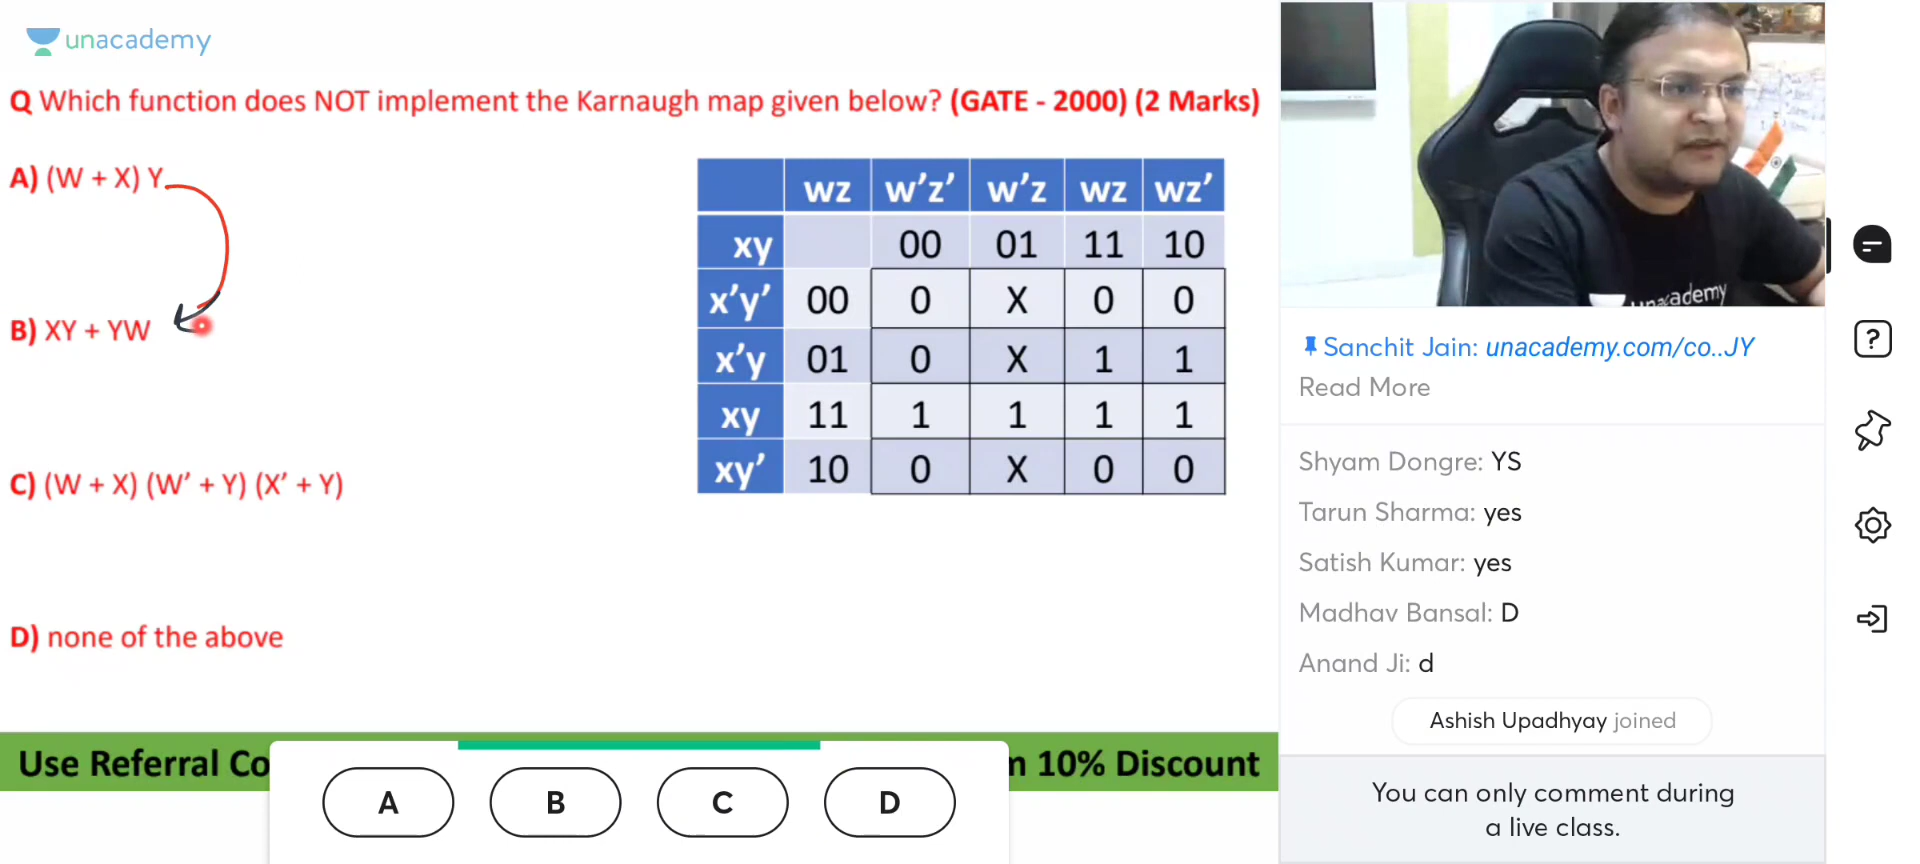 unacademy
Q Which function does NOT implement the Karnaugh map given below? (GATE - 2000) (2 Marks)
A) (W + X) Y
B) XY + YW
C) (W + X) (W’ + Y) (X’ + Y)
D) none of the above
wz w’z’ w’z wz wz’
xy 00 01 11 10
x’y’ 00 0 X 0 0
x’y 01 0 X 1 1
xy 11 1 1 1 1
xy’ 10 0 X 0 0
Use Referral Co
10% Discount
A B C D
unacademy
Sanchit Jain: unacademy.com/co..JY
Read More
Shyam Dongre: YS
Tarun Sharma: yes
Satish Kumar: yes
Madhav Bansal: D
Anand Ji: d
Ashish Upadhyay joined
You can only comment during
a live class.
?